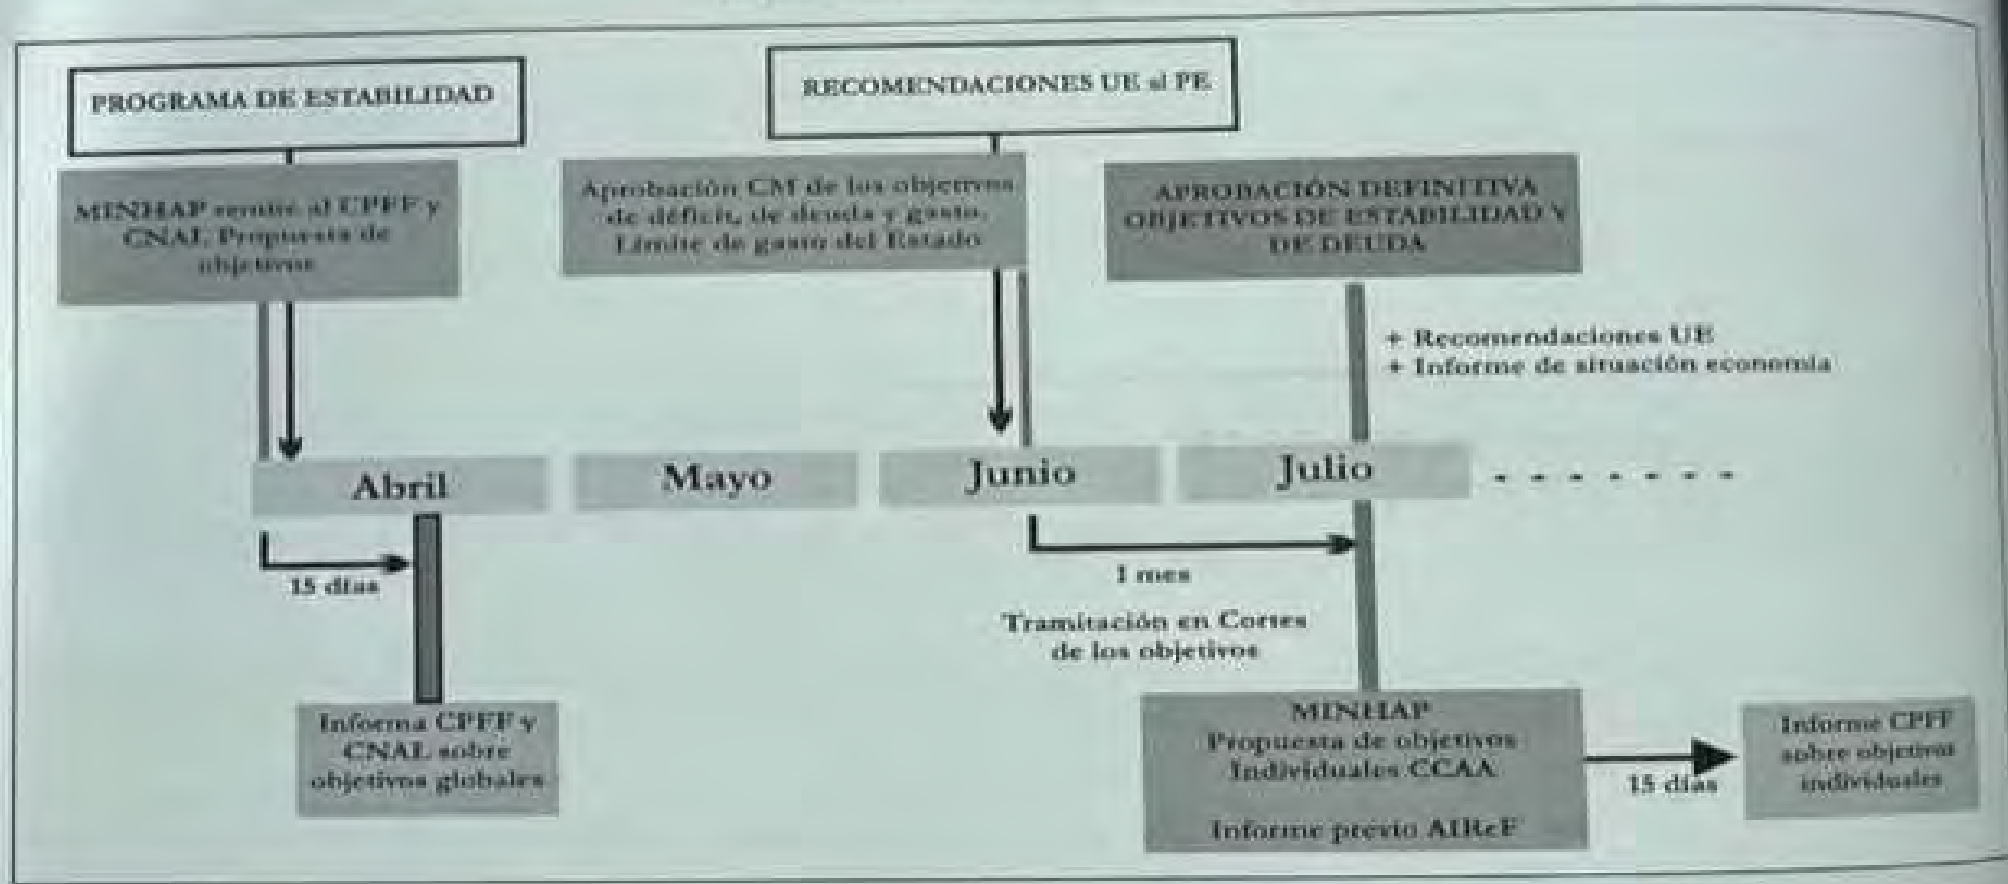 PROGRAMA DE ESTABILIDAD
RECOMENDACIONES UE al PE
MINHAP remite al CPFF y
CNAL Propuesta de
objetivos
Aprobación CM de los objetivos
de déficit, de deuda y gasto.
Límite de gasto del Estado
APROBACIÓN DEFINITIVA
OBJETIVOS DE ESTABILIDAD Y
DE DEUDA
+ Recomendaciones UE
+ Informe de situación economía
Abril
Mayo
Junio
Julio
15 días
1 mes
Tramitación en Cortes
de los objetivos
Informa CPFF y
CNAL sobre
objetivos globales
MINHAP
Propuesta de objetivos
Individuales CCAA
Informe previo AIReF
15 días
Informe CPFF
sobre objetivos
individuales